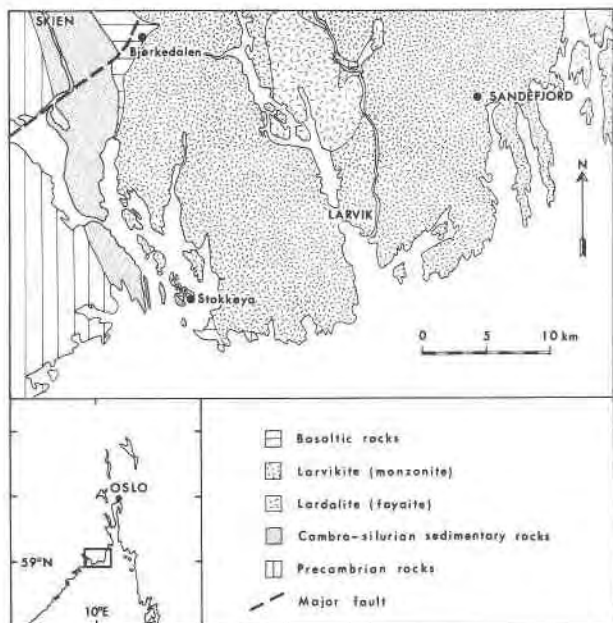 SKIEN
Bjørkedalen
SANDEFJORD
N
LARVIK
Stokkøya
0 5 10 km
OSLO
59°N
10°E
Basaltic rocks
Larvikite (monzonite)
Lardalite (foyaite)
Cambro-silurian sedimentary rocks
Precambrian rocks
Major fault